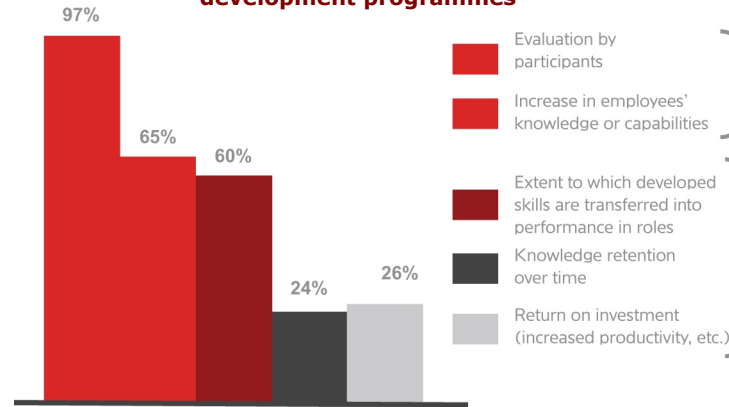 development programmes
97%
65%
60%
24%
26%
Evaluation by
participants
Increase in employees'
knowledge or capabilities
Extent to which developed
skills are transferred into
performance in roles
Knowledge retention
over time
Return on investment
(increased productivity, etc.)